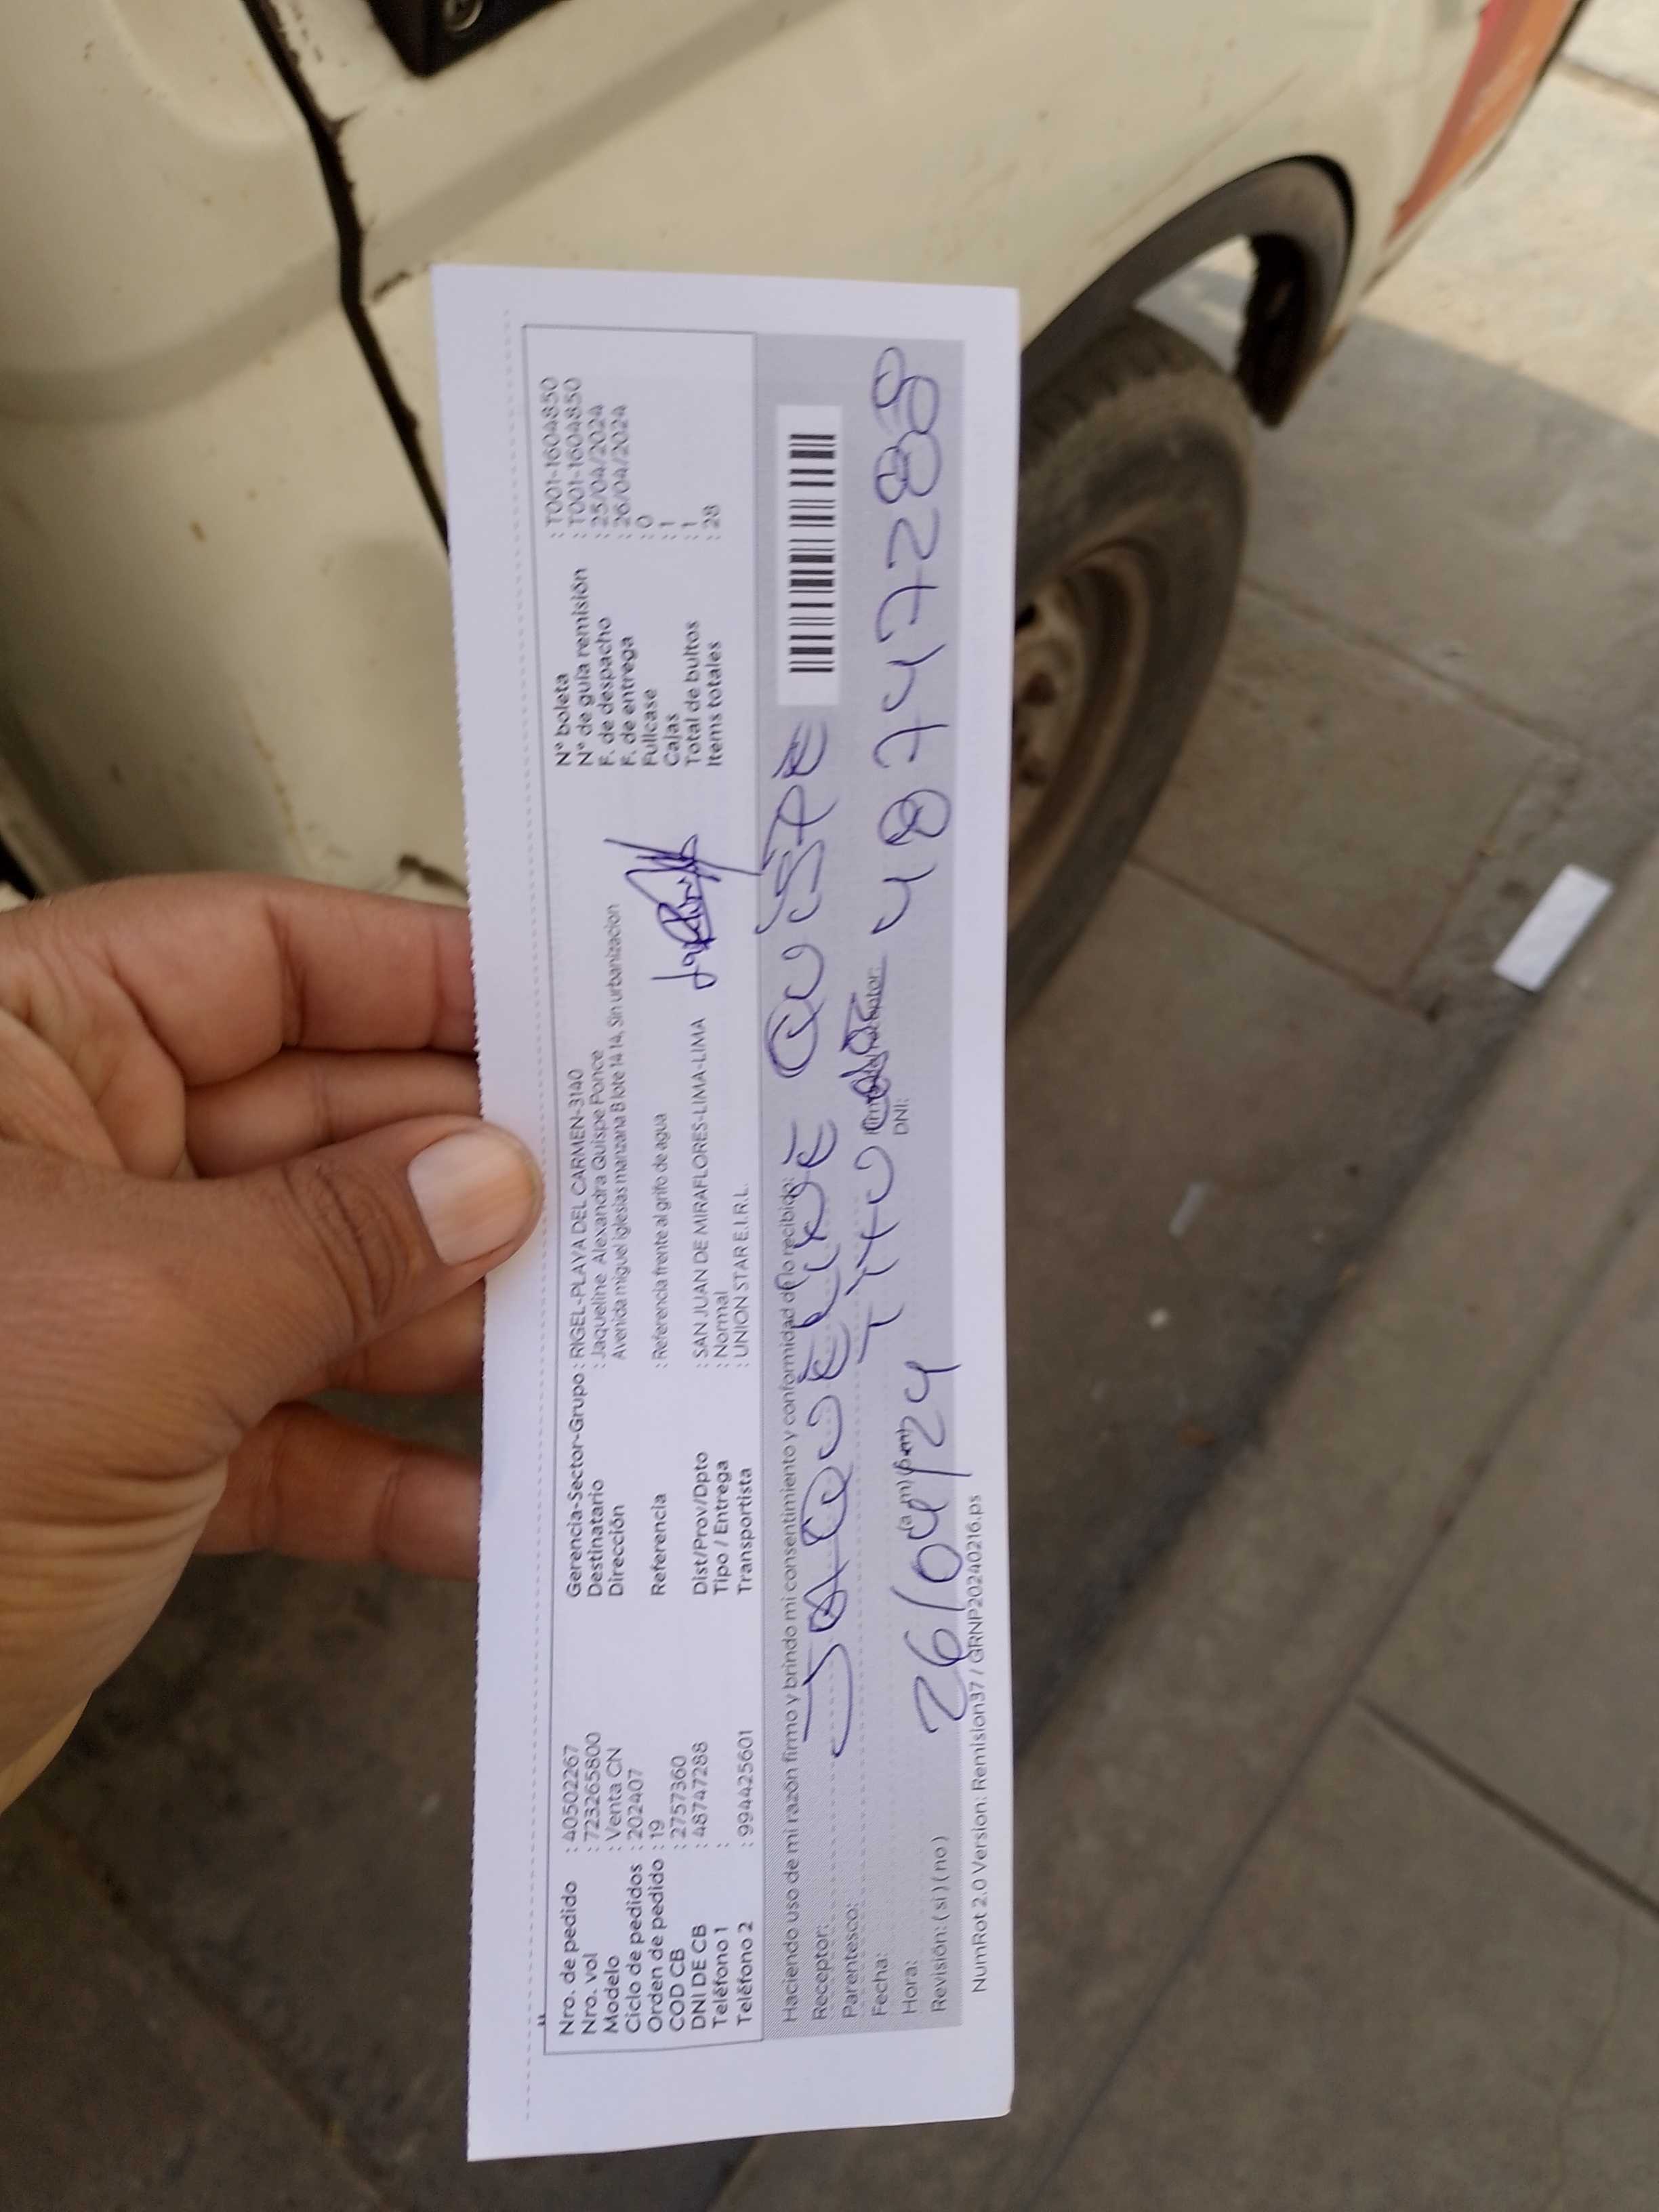 Nro. de pedido : 40502267
Nro. vol : 723265800
Modelo : Venta CN
Ciclo de pedidos : 202407
Orden de pedido : 19
COD CB : 2757360
DNI DE CB : 48747288
Teléfono 1 :
Teléfono 2 : 994425601
Gerencia-Sector-Grupo : RIGEL-PLAYA DEL CARMEN-3140
Destinatario : Jaqueline Alexandra Quispe Ponce
Dirección Avenida miguel iglesias manzana B lote 14 14, Sin urbanizacion
Referencia : Referencia frente al grifo de agua
Dist/Prov/Dpto : SAN JUAN DE MIRAFLORES-LIMA-LIMA
Tipo / Entrega : Normal
Transportista : UNION STAR E.I.R.L.
N° boleta : T001-1604850
N° de guía remisión : T001-1604850
F. de despacho : 25/04/2024
F. de entrega : 26/04/2024
Fullcase : 0
Cajas : 1
Total de bultos : 1
Items totales : 28
Haciendo uso de mi razón firmo y brindo mi consentimiento y conformidad de lo recibido:
Receptor: JAQUELINE QUISPE
Parentesco:
Fecha:
DNI: 48747288
Hora: (a.m) (p.m)
26/04/24
Revisión: ( si ) ( no )
NumRot 2.0 Version: Remision37 / GRNP20240216.ps